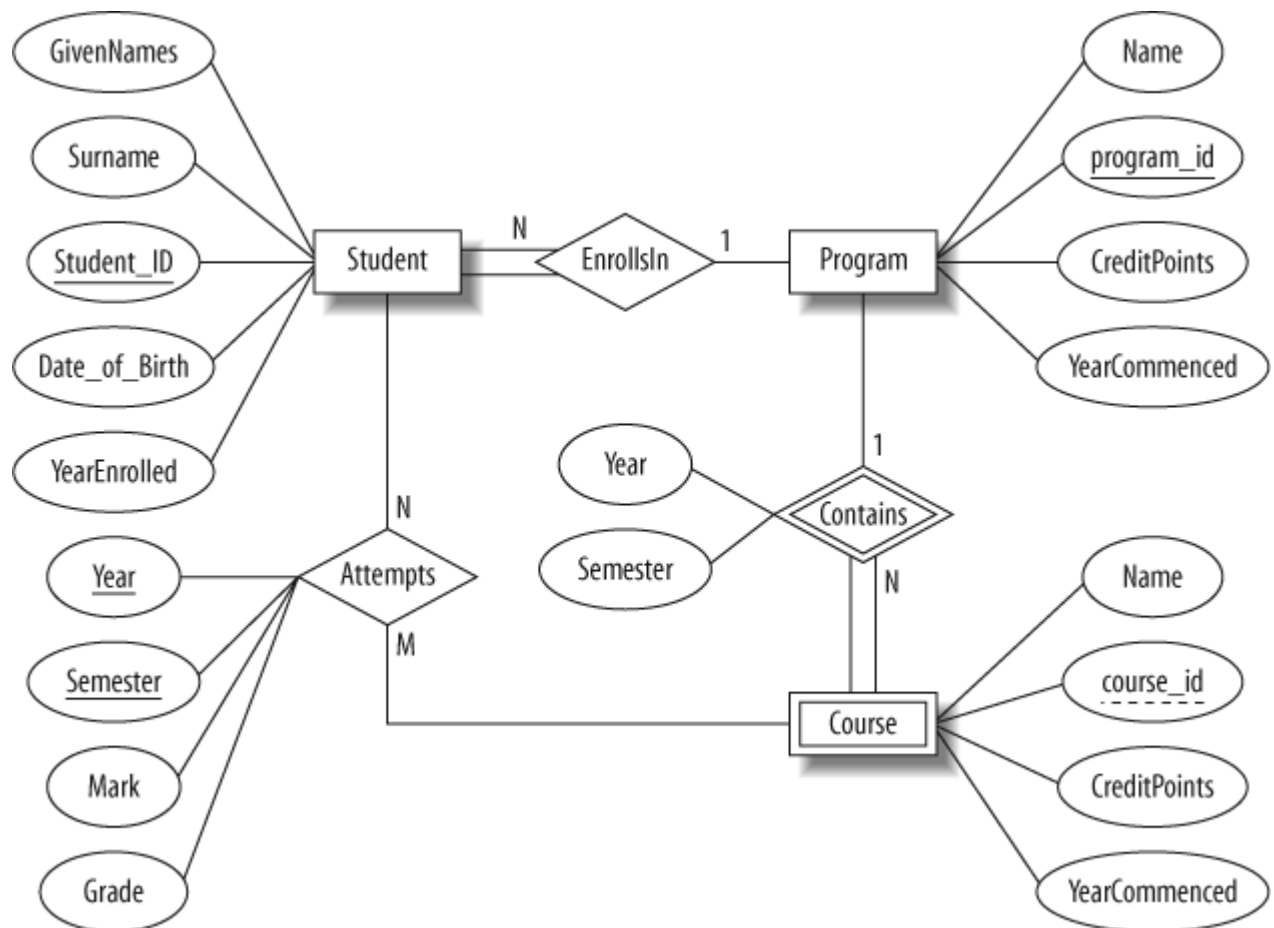 GivenNames
Name
Surname
program_id
Student_ID
Student
N
EnrollsIn
1
Program
CreditPoints
Date_of_Birth
YearCommenced
YearEnrolled
Year
1
N
Contains
Year
Attempts
Semester
Name
N
M
Semester
course_id
Course
Mark
CreditPoints
Grade
YearCommenced